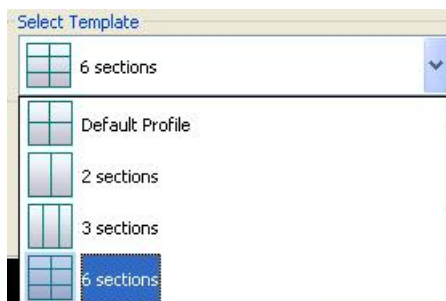 Select Template
6 sections
Default Profile
2 sections
3 sections
6 sections